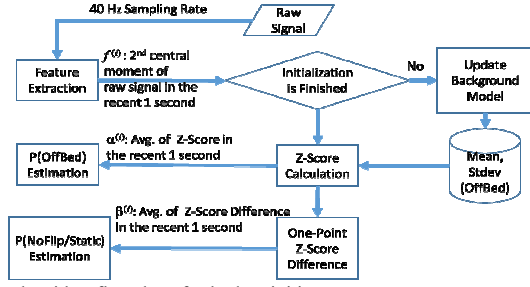 40 Hz Sampling Rate
Raw
Signal
f(t) : 2nd central
moment of
raw signal in the
recent 1 second
Feature
Extraction
Initialization
is Finished
No
Update
Background
Model
α(t): Avg. of Z-Score in
the recent 1 second
P(OffBed)
Estimation
Z-Score
Calculation
Mean,
Stdev
(OffBed)
β(t): Avg. of Z-Score Difference
in the recent 1 second
P(NoFlip/Static)
Estimation
One-Point
Z-Score
Difference